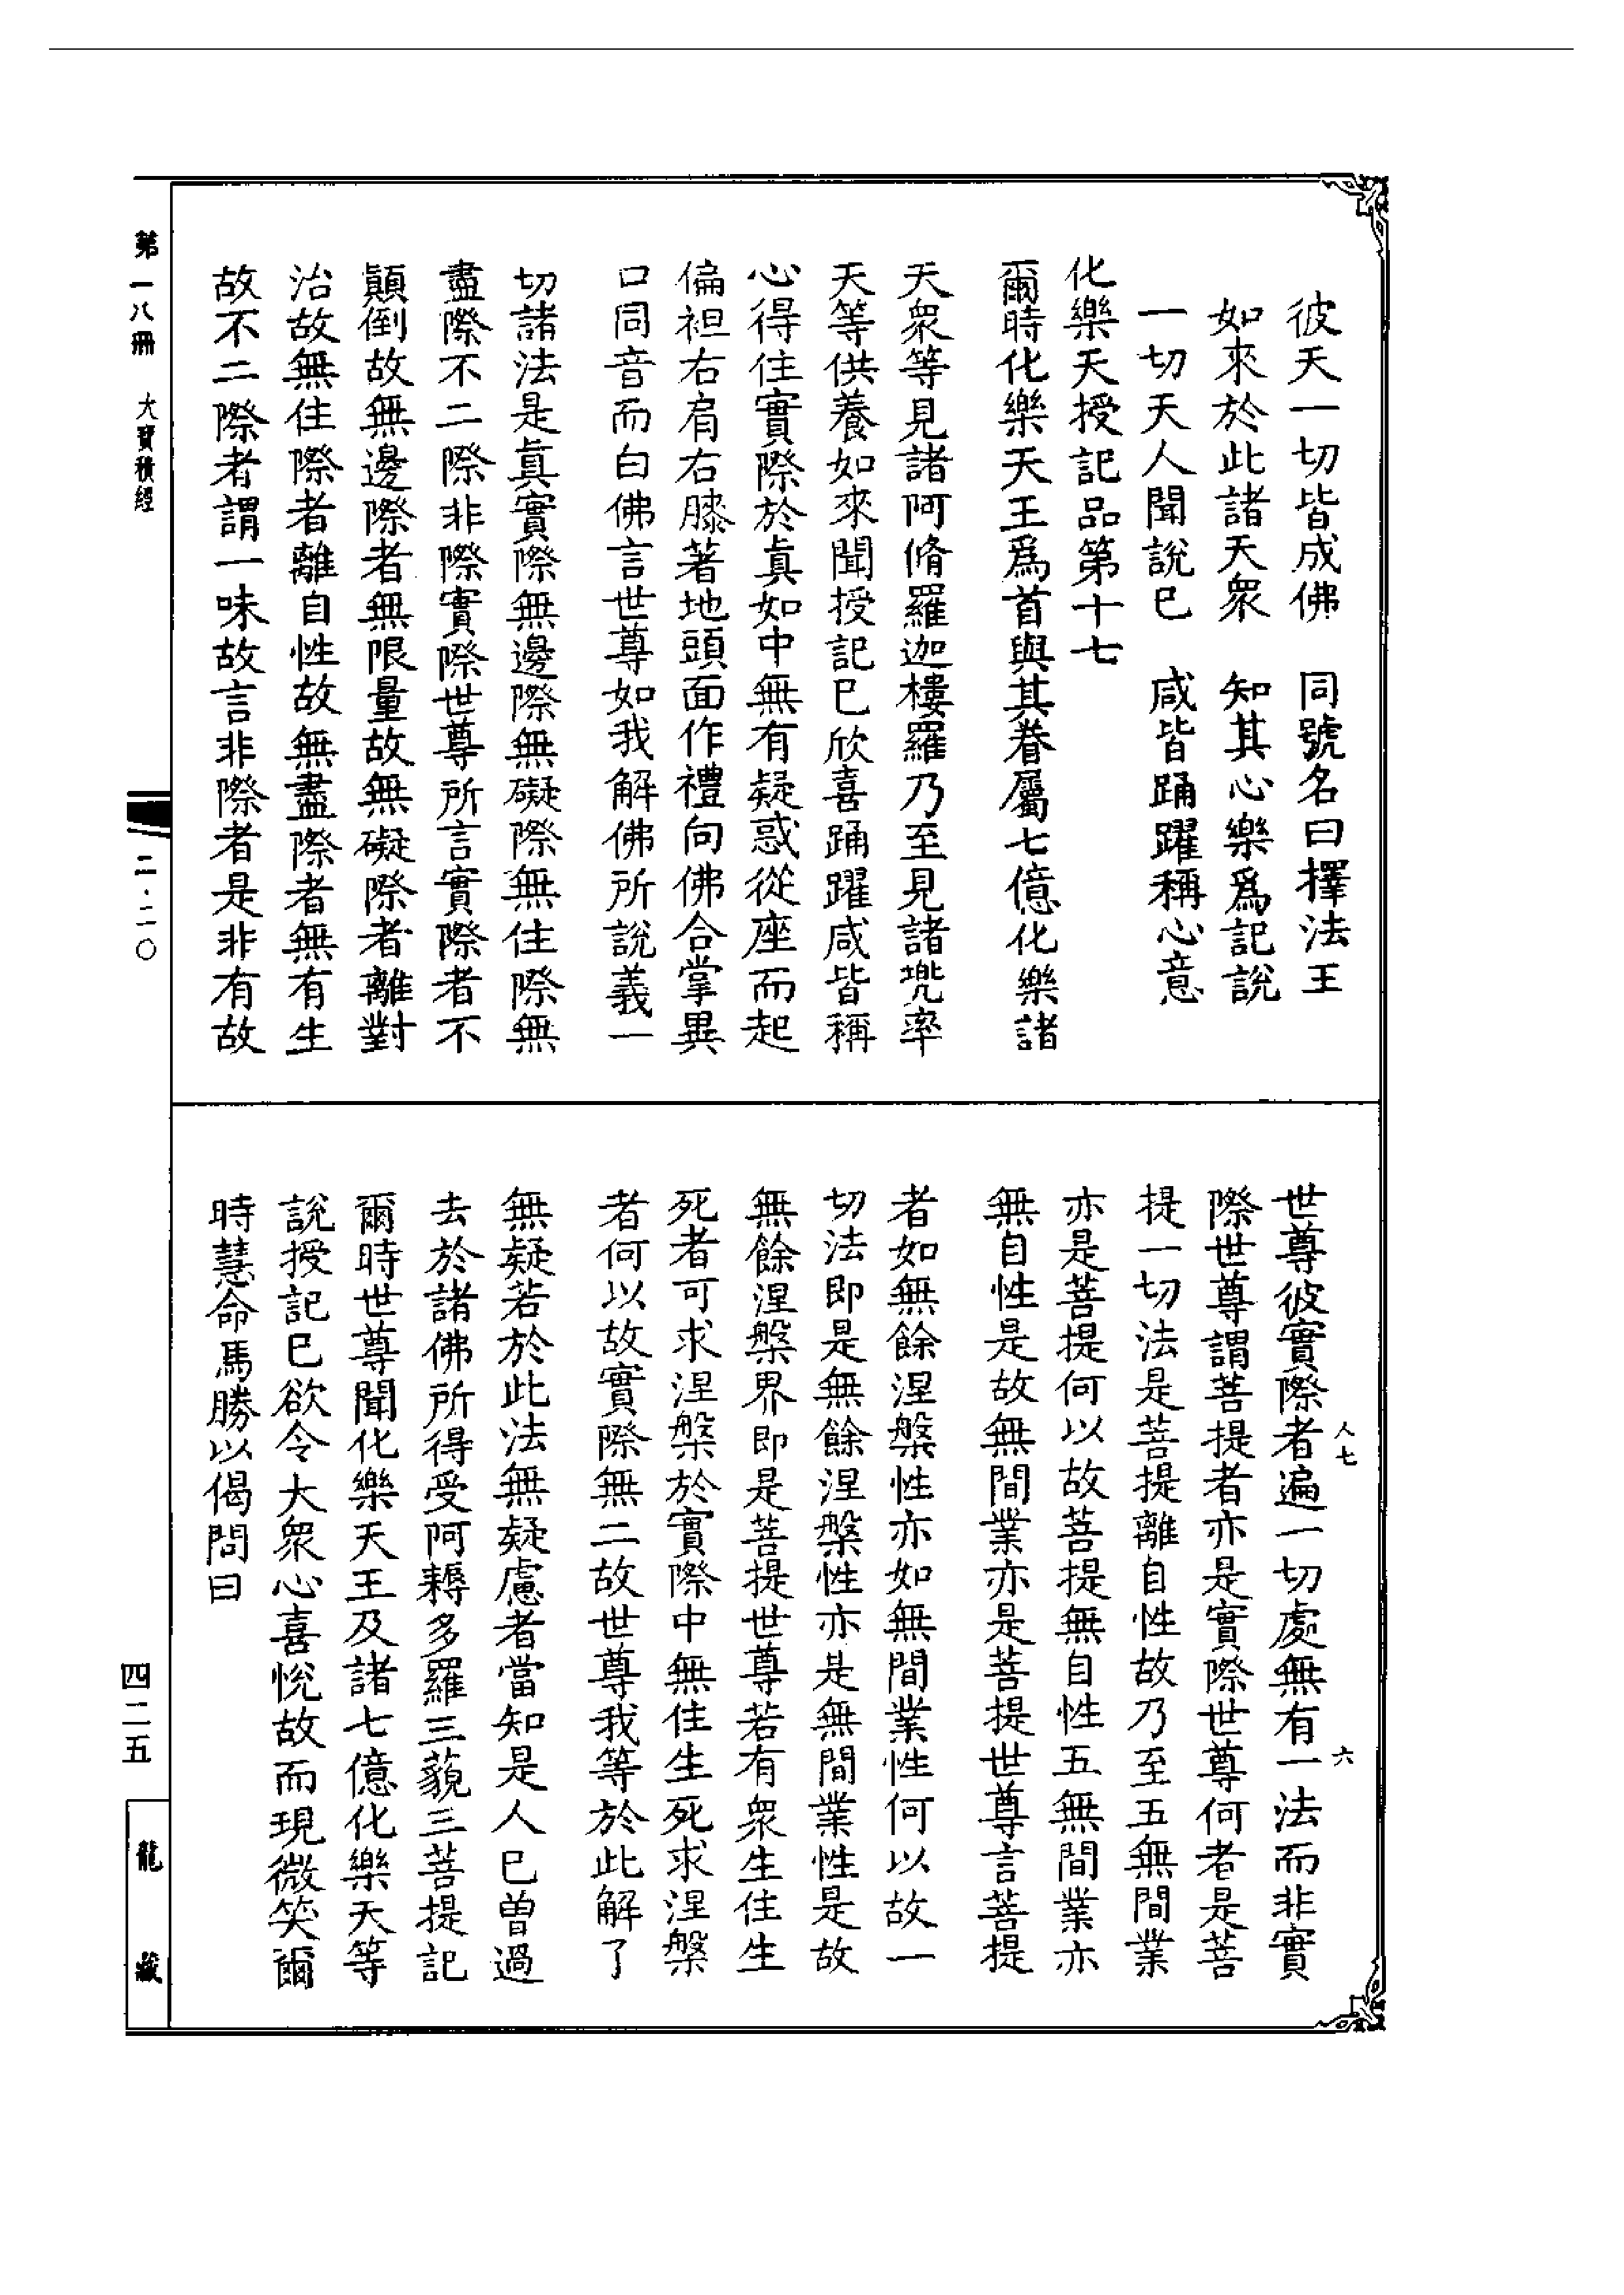 彼天一切皆成佛　同號名曰擇法王
如來於此諸天衆　知其心樂爲記說
一切天人聞說已　咸皆踊躍稱心意
化樂天授記品第十七
爾時化樂天王爲首與其眷屬七億化樂諸
天衆等見諸阿脩羅迦樓羅乃至見諸兠率
天等供養如來聞授記已欣喜踊躍咸皆稱
心得住實際於真如中無有疑惑從座而起
偏袒右肩右膝著地頭面作禮向佛合掌異
口同音而白佛言世尊如我解佛所說義一
切諸法是真實際無邊際無礙際無住際無
盡際不二際非際實際世尊所言實際者不
顛倒故無邊際者無限量故無礙際者離對
治故無住際者離自性故無盡際者無有生
故不二際者謂一味故言非際者是非有故
世尊彼實際者遍一切處無有一法而非實
際世尊謂菩提者亦是實際世尊何者是菩
提一切法是菩提離自性故乃至五無間業
亦是菩提何以故菩提無自性五無間業亦
無自性是故無間業亦是菩提世尊言菩提
者如無餘涅槃性亦如無間業性何以故一
切法即是無餘涅槃性亦是無間業性是故
無餘涅槃界即是菩提世尊若有衆生住生
死者可求涅槃於實際中無住生死求涅槃
者何以故實際無二故世尊我等於此解了
無疑若於此法無疑慮者當知是人已曾過
去於諸佛所得受阿耨多羅三藐三菩提記
爾時世尊聞化樂天王及諸七億化樂天等
說授記已欲令大衆心喜悅故而現微笑爾
時慧命馬勝以偈問曰
人七　六
第一八冊　大寶積經
二·二〇
四二五
龍藏